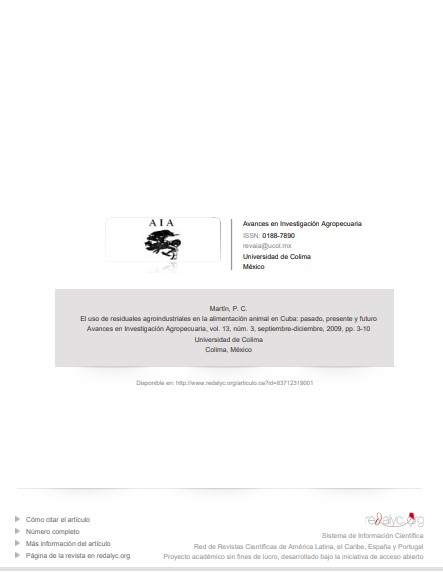 AIA
Avances en Investigación Agropecuaria
ISSN: 0188-7890
revaia@ucol.mx
Universidad de Colima
México
Martín, P. C.
El uso de residuales agroindustriales en la alimentación animal en Cuba: pasado, presente y futuro
Avances en Investigación Agropecuaria, vol. 13, núm. 3, septiembre-diciembre, 2009, pp. 3-10
Universidad de Colima
Colima, México
Disponible en: http://www.redalyc.org/articulo.oa?id=83712319001
Cómo citar el artículo
Número completo
Más información del artículo
Página de la revista en redalyc.org
redalyc.org
Sistema de Información Científica
Red de Revistas Científicas de América Latina, el Caribe, España y Portugal
Proyecto académico sin fines de lucro, desarrollado bajo la iniciativa de acceso abierto